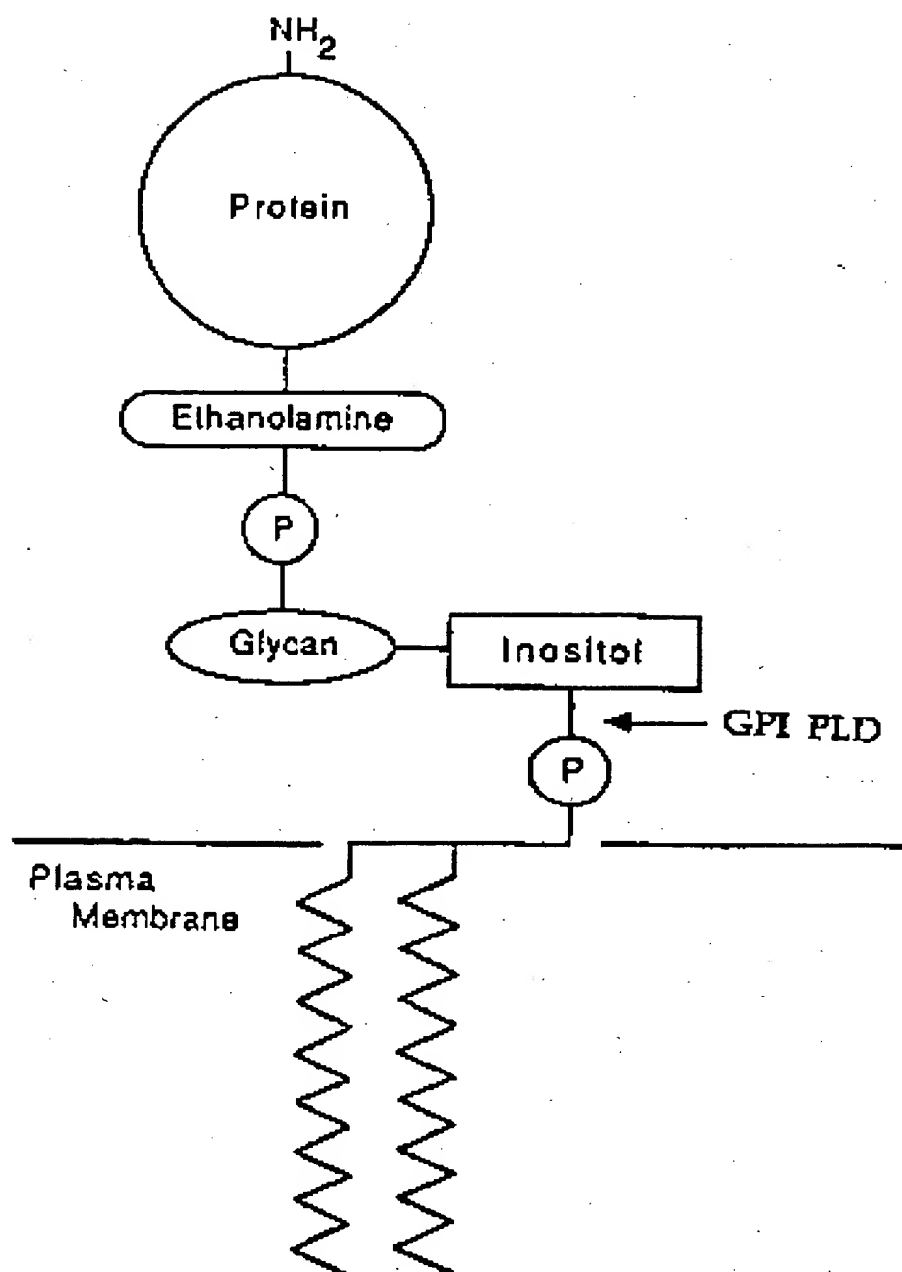 NH2
Protein
Ethanolamine
P
Glycan
Inositol
GPI PLD
P
Plasma
Membrane